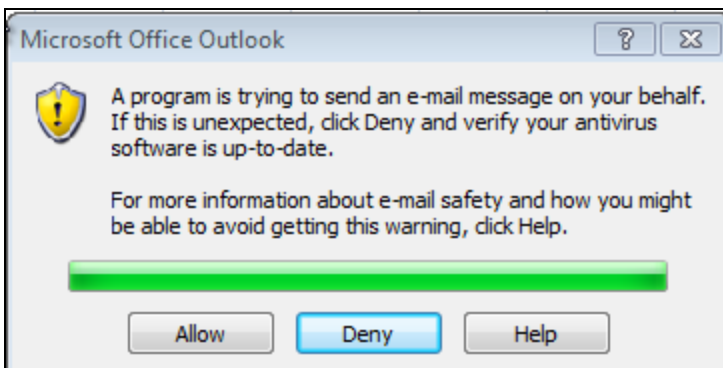 Microsoft Office Outlook
A program is trying to send an e-mail message on your behalf.
If this is unexpected, click Deny and verify your antivirus
software is up-to-date.
For more information about e-mail safety and how you might
be able to avoid getting this warning, click Help.
Allow Deny Help